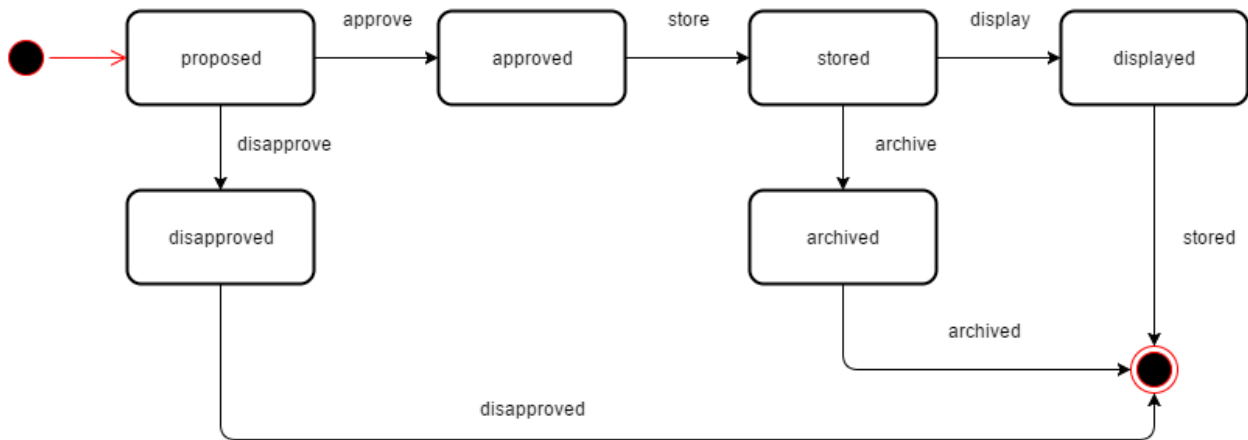 approve
store
display
proposed
approved
stored
displayed
disapprove
archive
disapproved
archived
stored
archived
disapproved